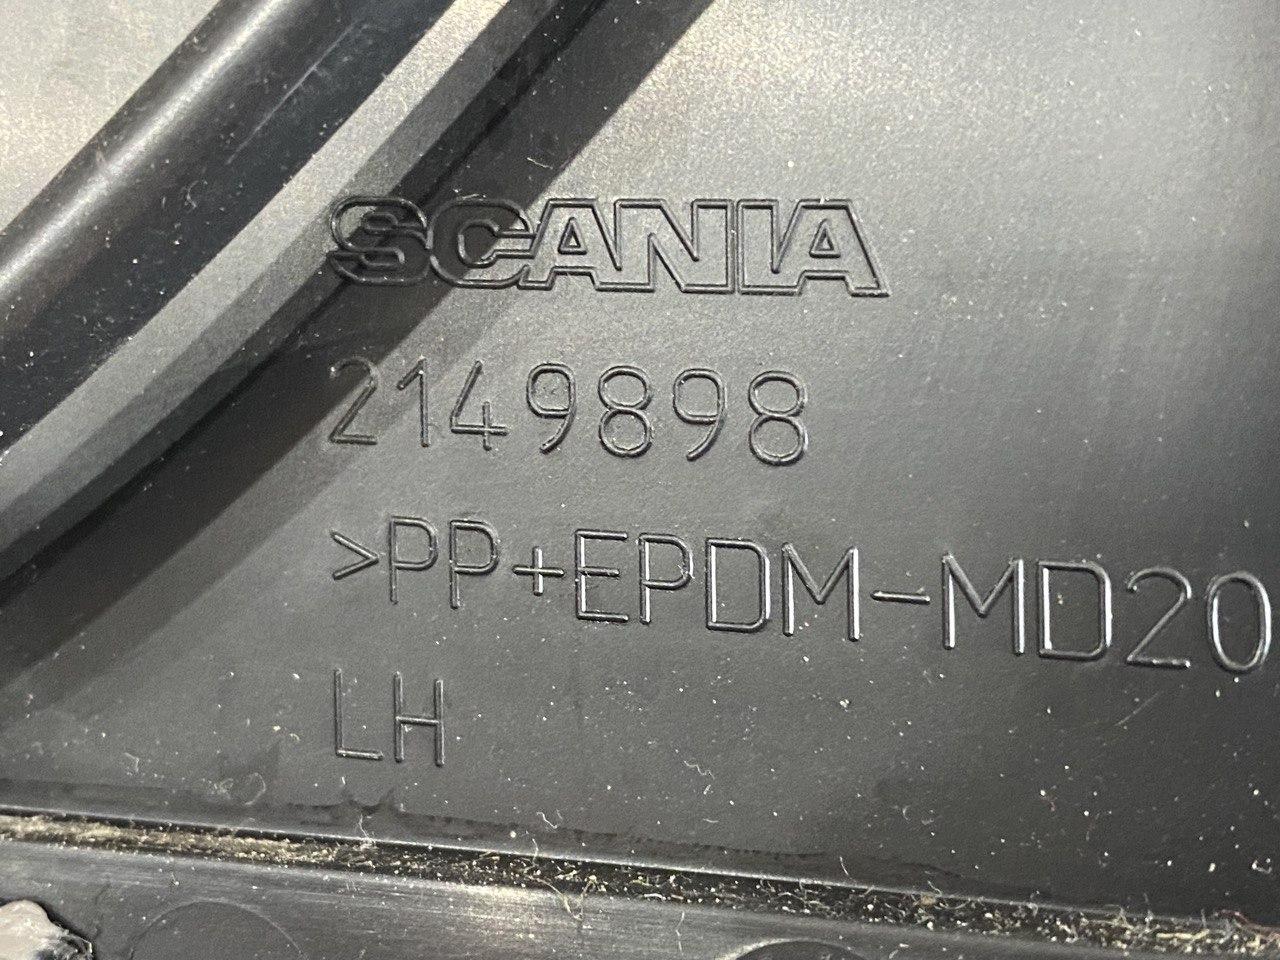 SCANIA
2149898
>PP+EPDM-MD20
LH